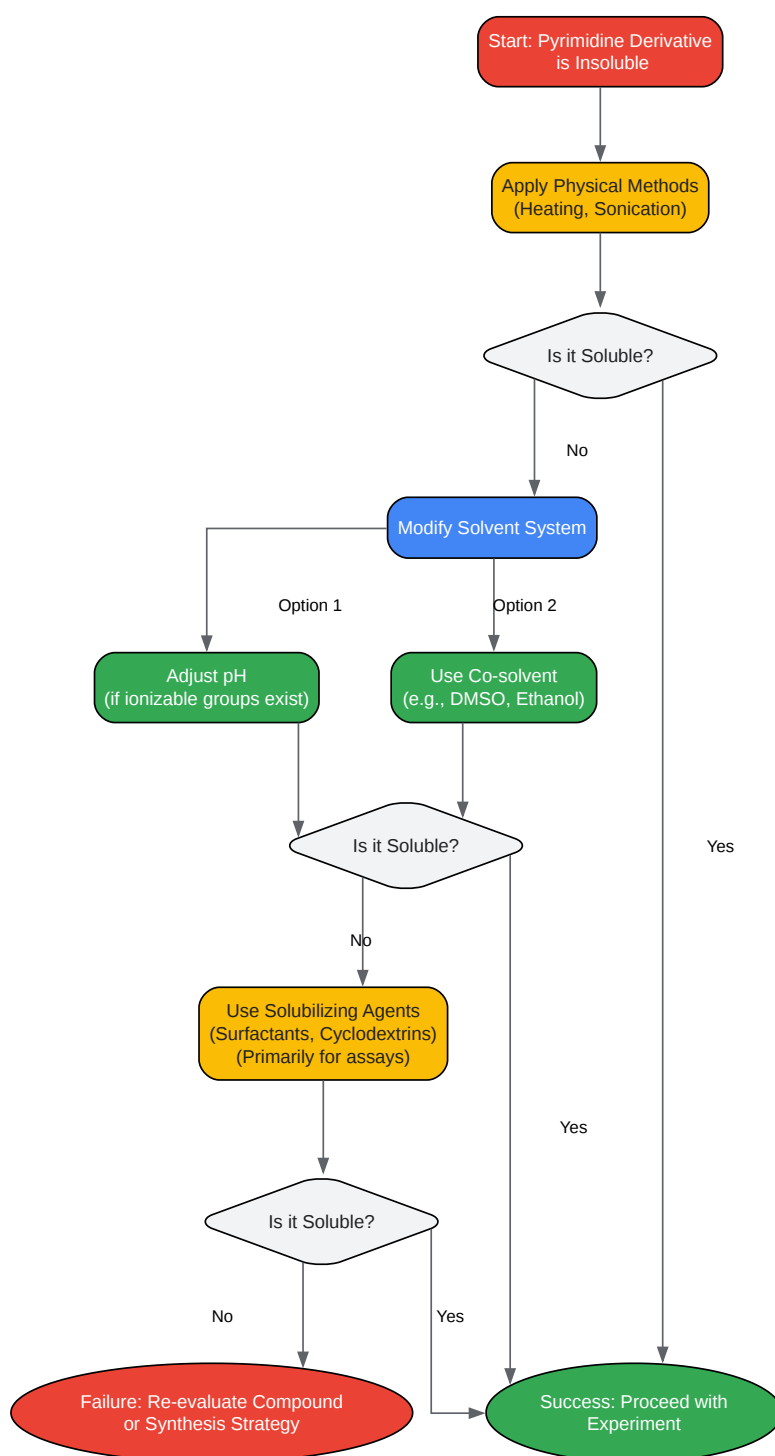 Start: Pyrimidine Derivative
is Insoluble
Apply Physical Methods
(Heating, Sonication)
Is it Soluble?
No
Modify Solvent System
Option 1
Option 2
Adjust pH
(if ionizable groups exist)
Use Co-solvent
(e.g., DMSO, Ethanol)
Is it Soluble?
Yes
No
Use Solubilizing Agents
(Surfactants, Cyclodextrins)
(Primarily for assays)
Yes
Is it Soluble?
No
Yes
Failure: Re-evaluate Compound
or Synthesis Strategy
Success: Proceed with
Experiment